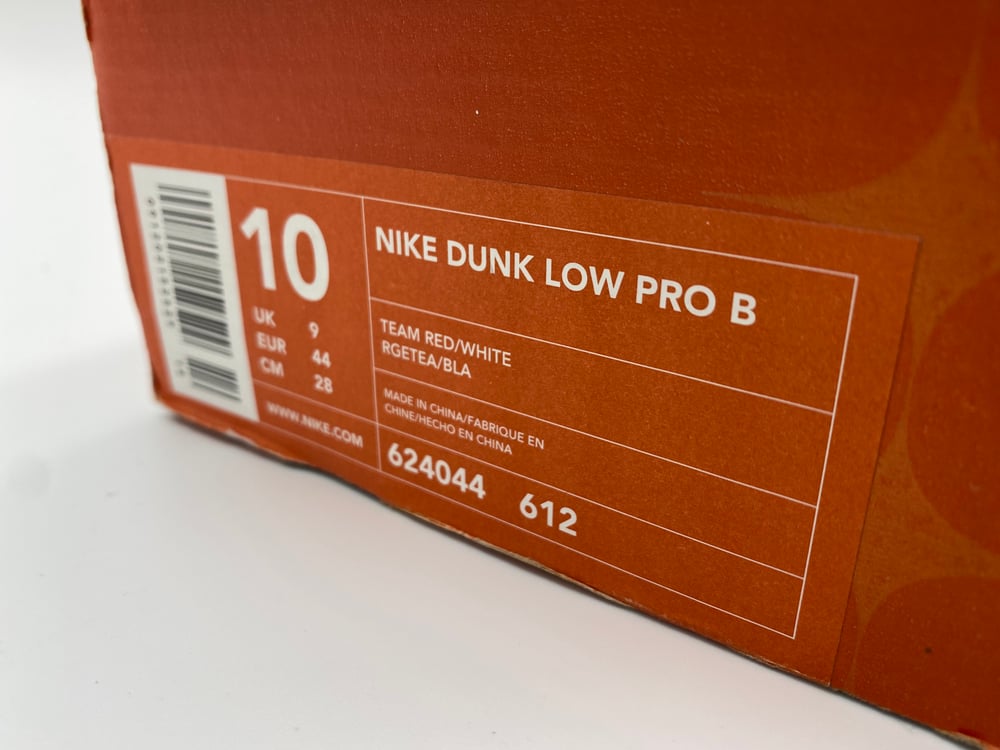 10
UK 9
EUR 44
CM 28
WWW.NIKE.COM
NIKE DUNK LOW PRO B
TEAM RED/WHITE
RGETEA/BLA
MADE IN CHINA/FABRIQUE EN
CHINE/HECHO EN CHINA
624044 612